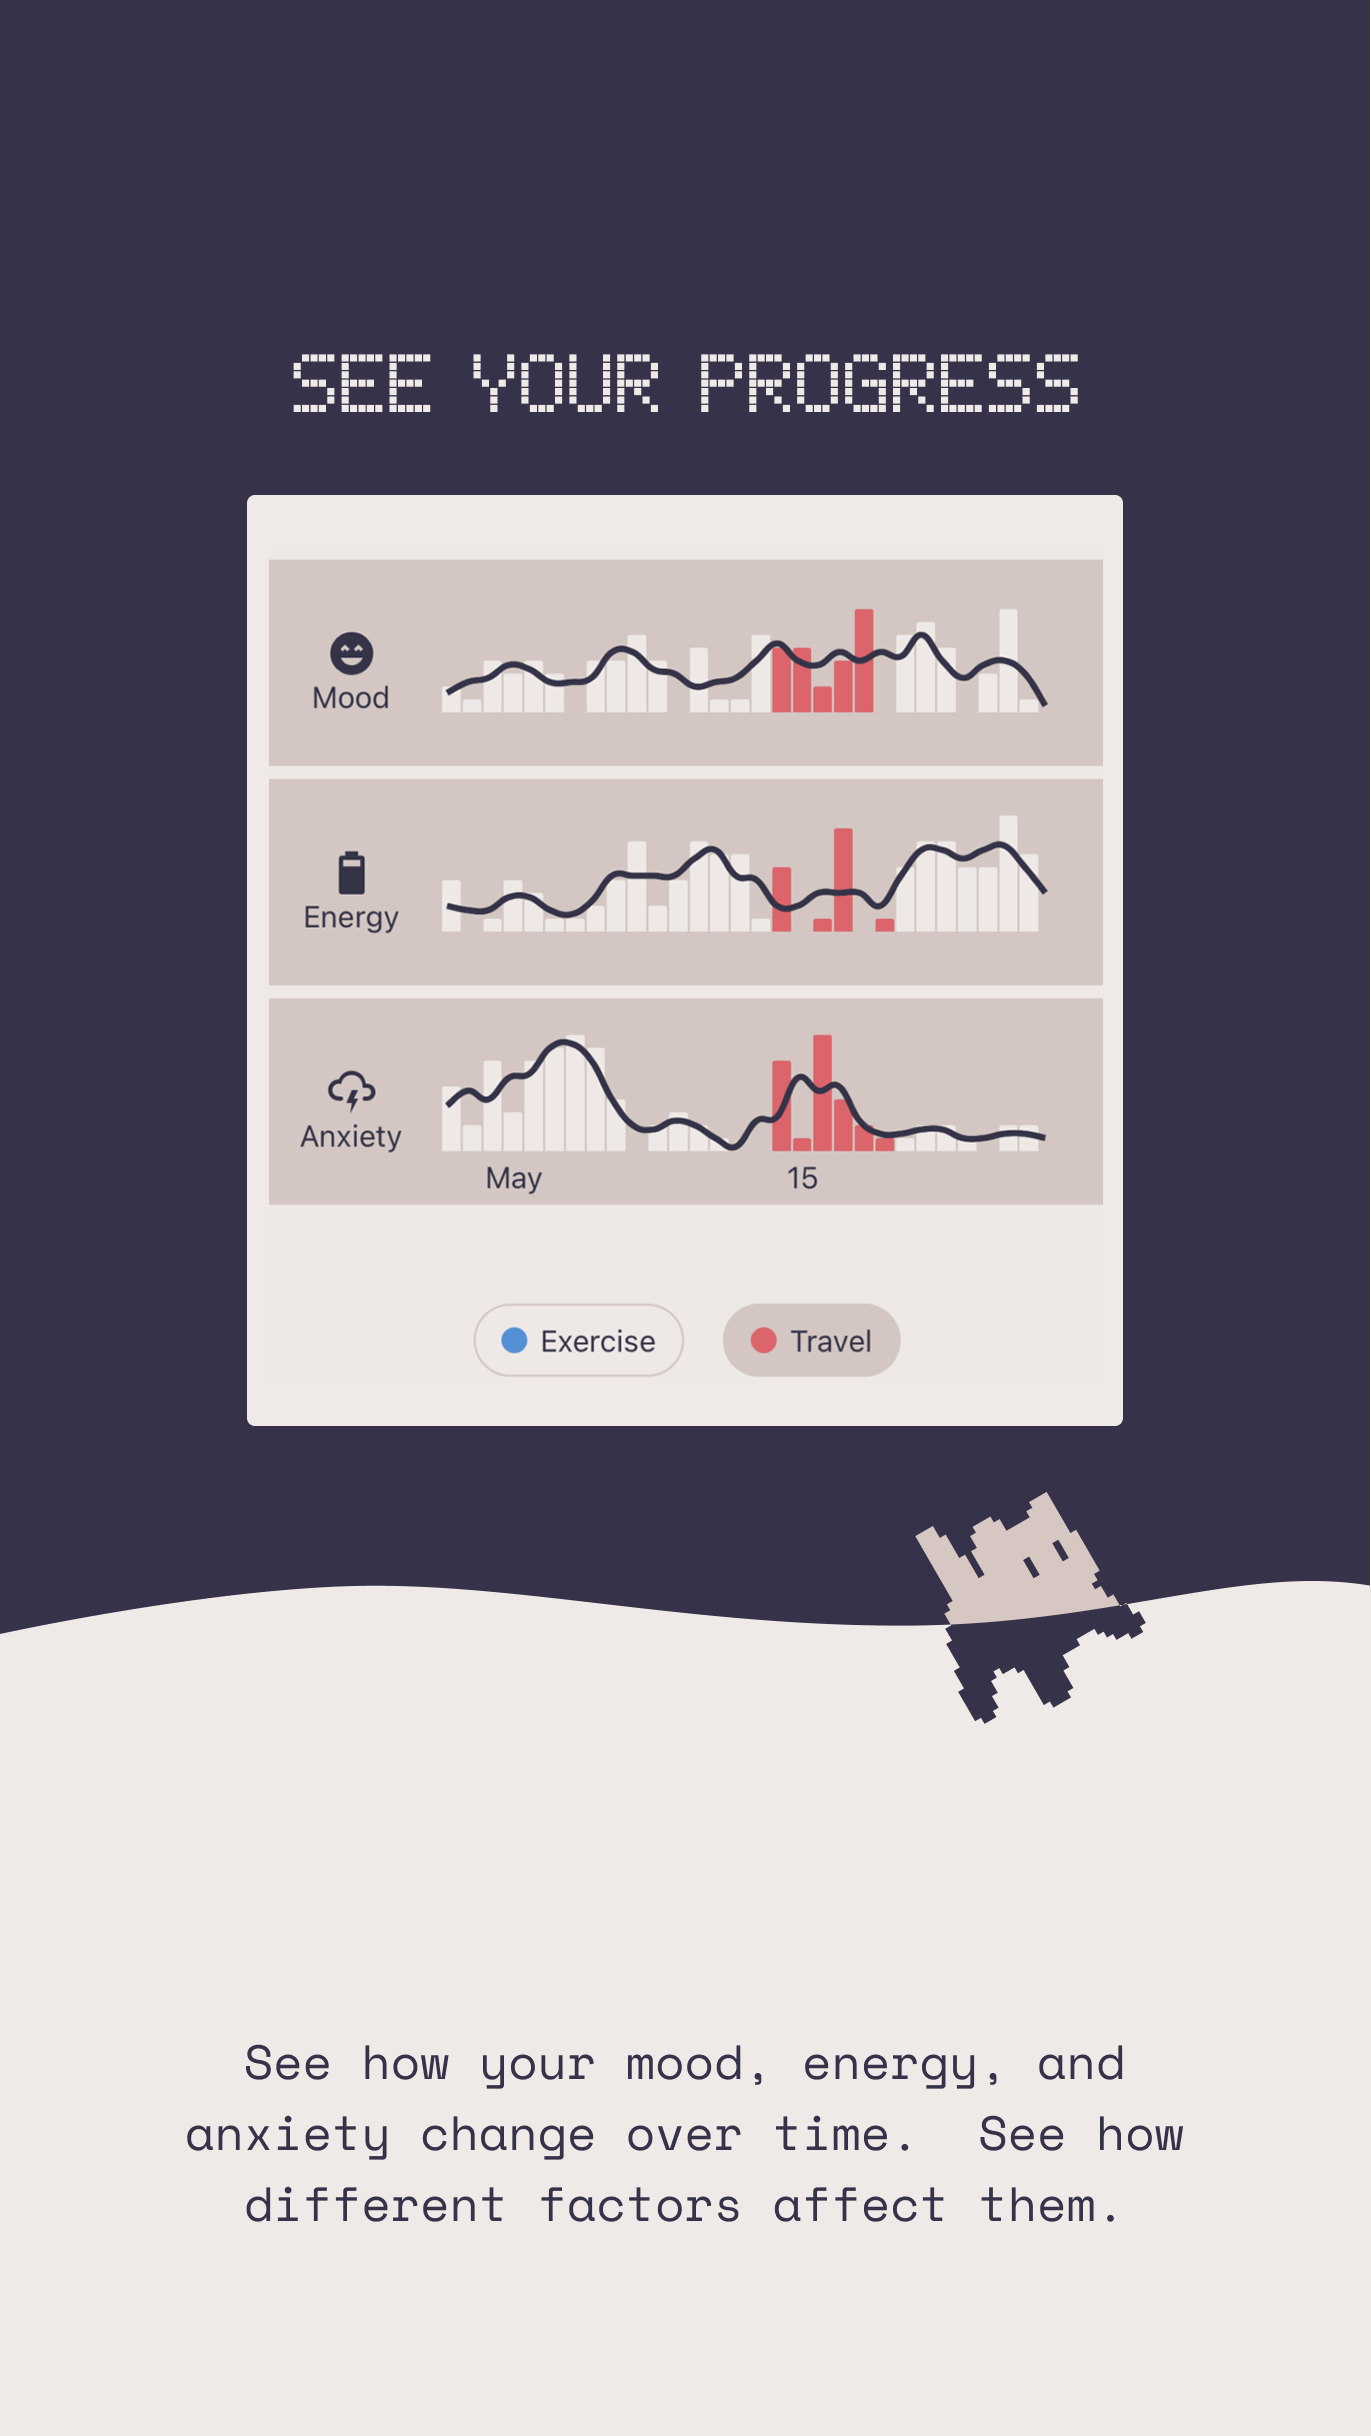 SEE YOUR PROGRESS
Mood
Energy
Anxiety
May 15
Exercise Travel
See how your mood, energy, and
anxiety change over time.  See how
different factors affect them.